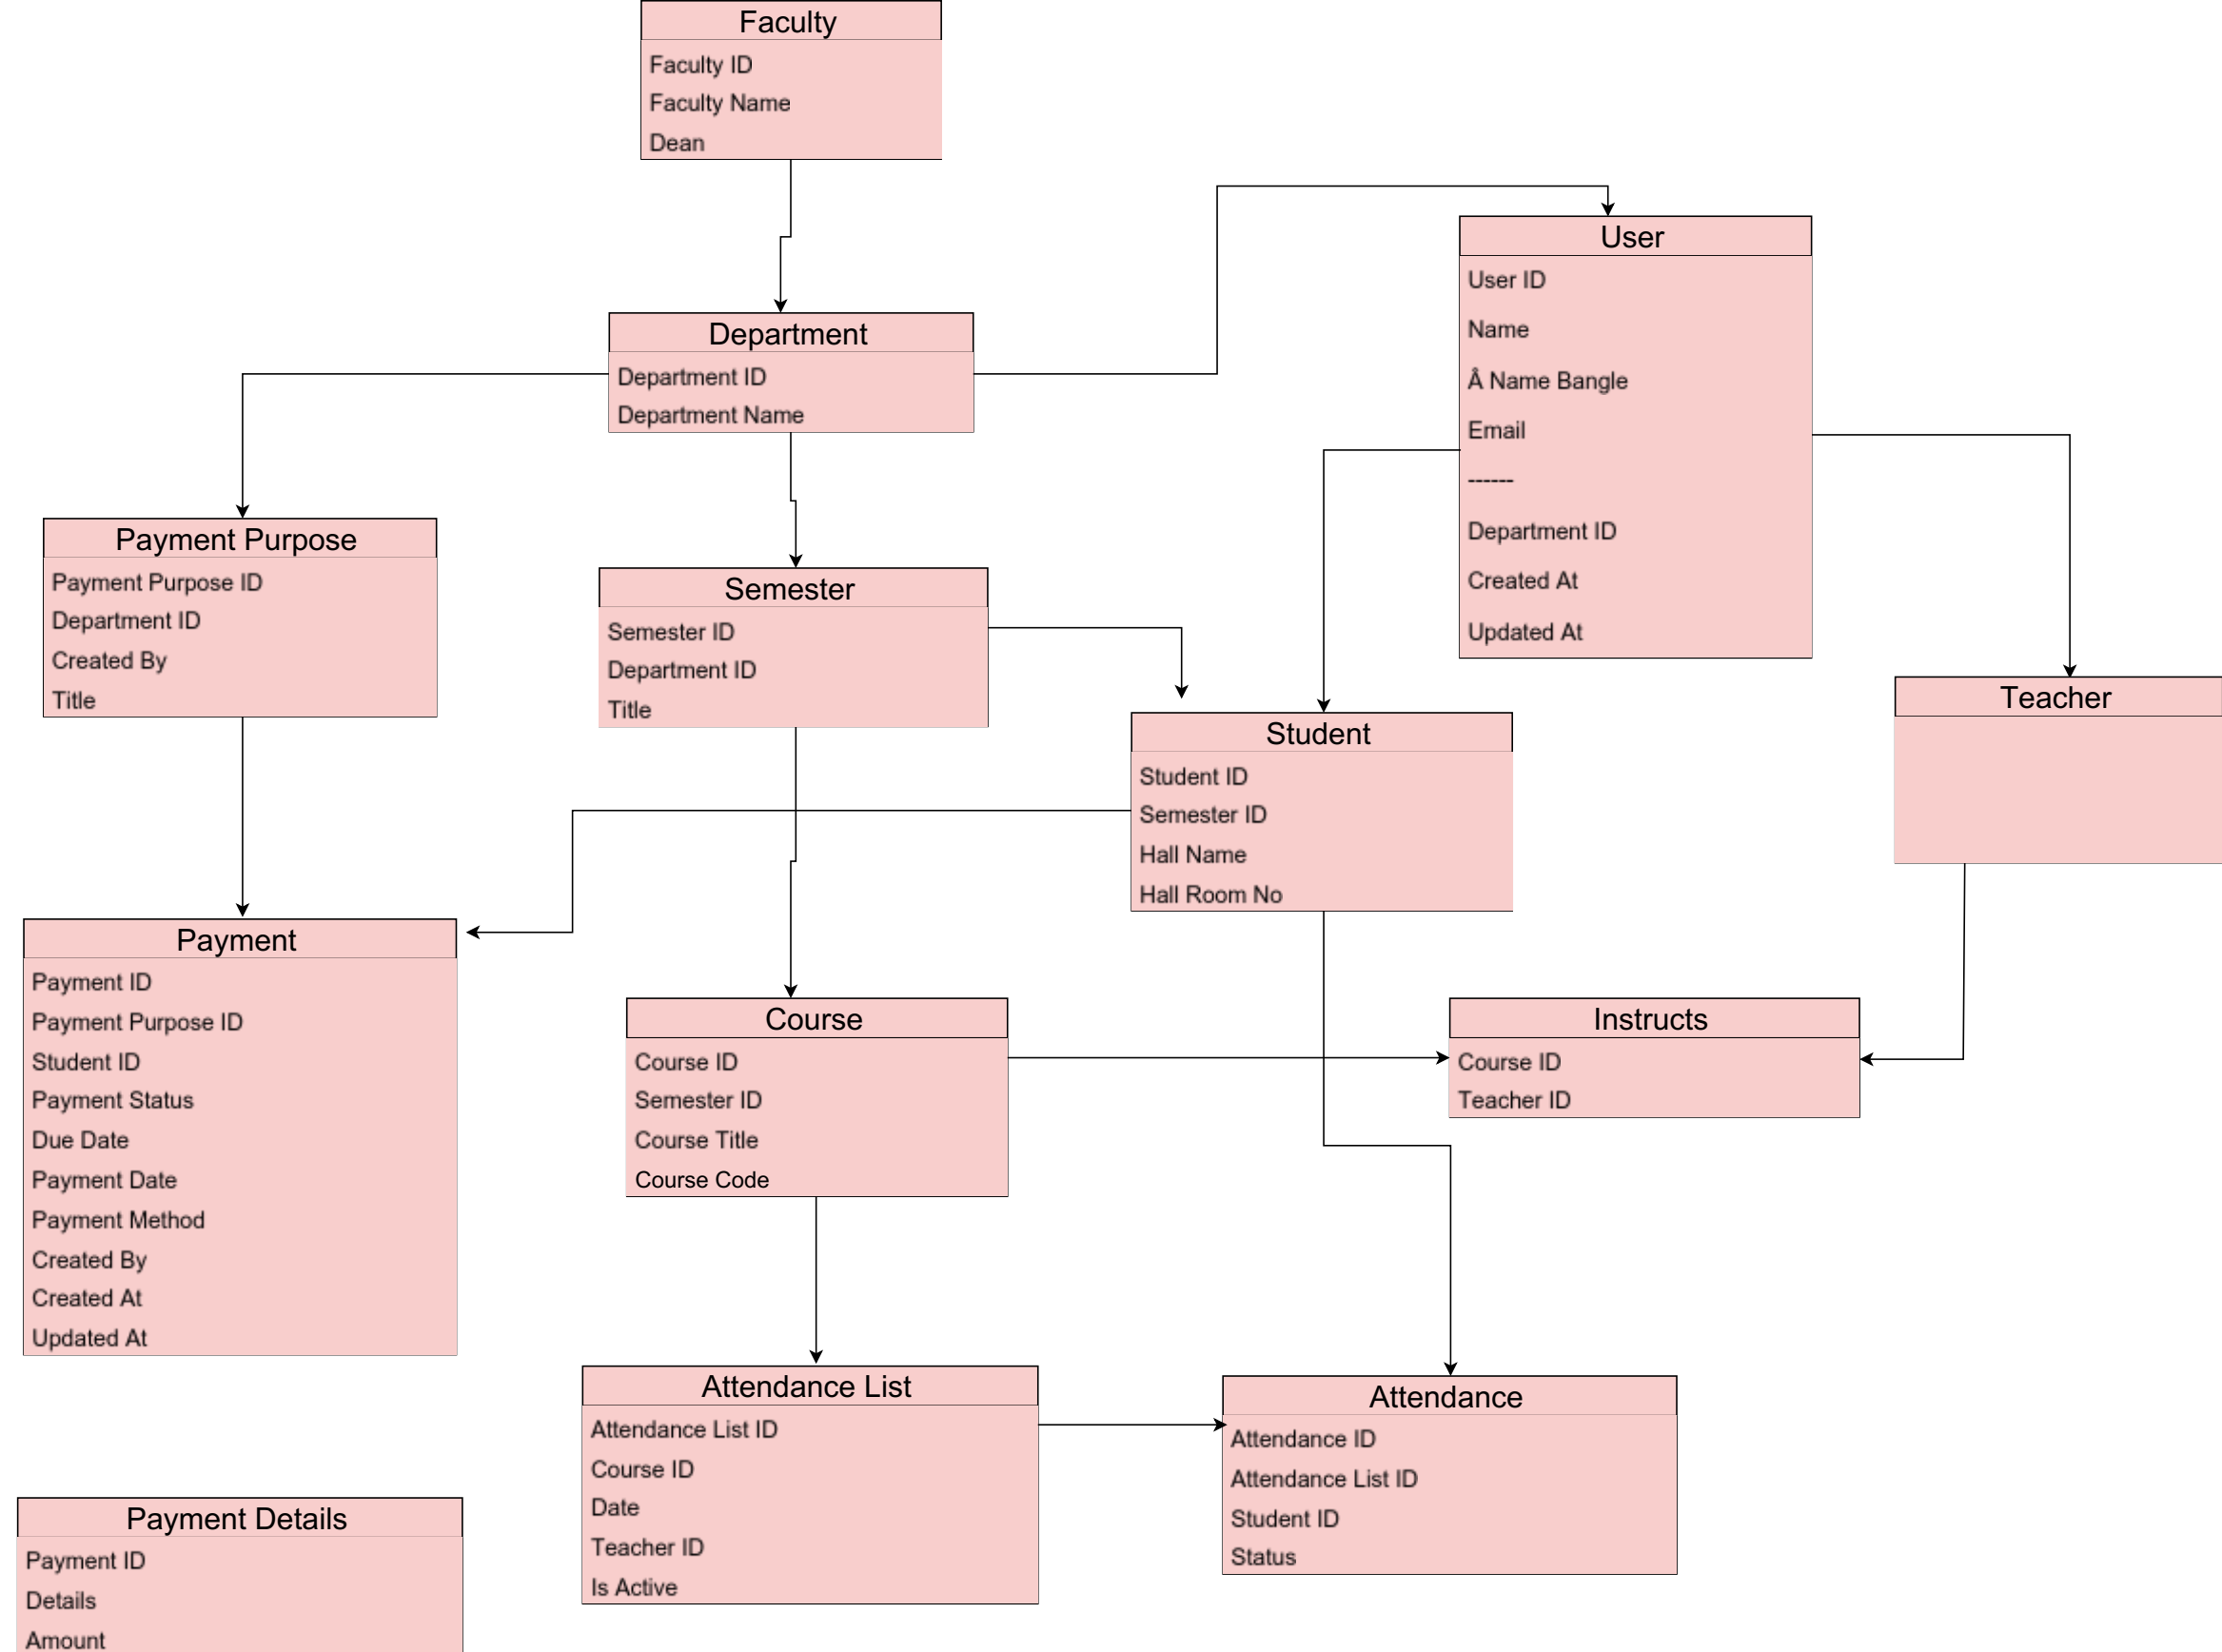 Faculty
Faculty ID
Faculty Name
Dean
User
User ID
Name
Â Name Bangle
Email
------
Department ID
Created At
Updated At
Department
Department ID
Department Name
Payment Purpose
Payment Purpose ID
Department ID
Created By
Title
Semester
Semester ID
Department ID
Title
Student
Student ID
Semester ID
Hall Name
Hall Room No
Teacher
Payment
Payment ID
Payment Purpose ID
Student ID
Payment Status
Due Date
Payment Date
Payment Method
Created By
Created At
Updated At
Course
Course ID
Semester ID
Course Title
Course Code
Instructs
Course ID
Teacher ID
Attendance List
Attendance List ID
Course ID
Date
Teacher ID
Is Active
Attendance
Attendance ID
Attendance List ID
Student ID
Status
Payment Details
Payment ID
Details
Amount